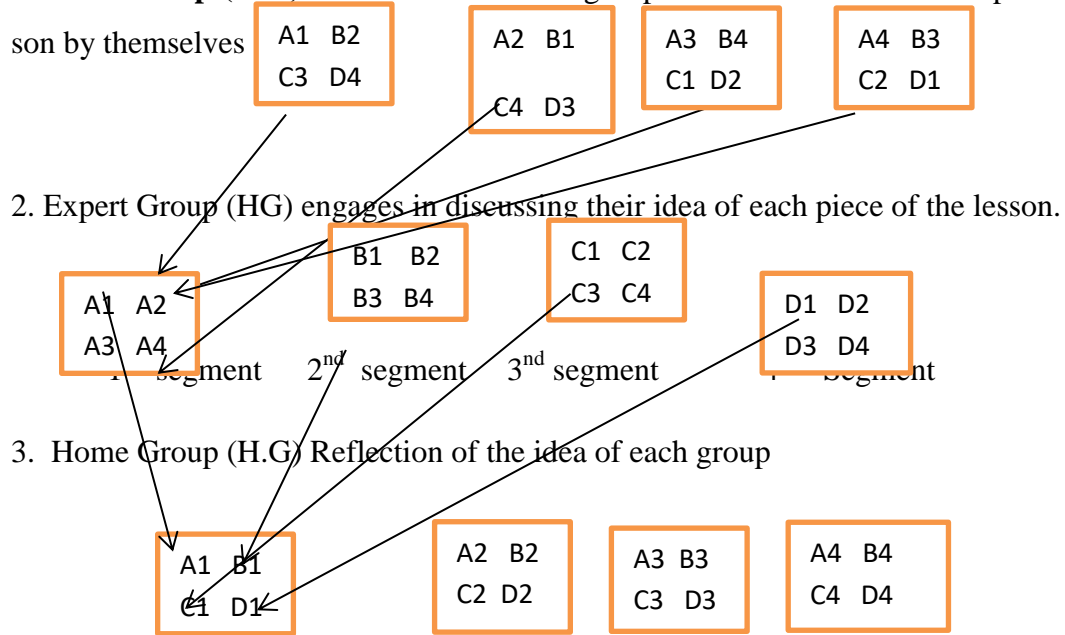 son by themselves
A1 B2
C3 D4
A2 B1
C4 D3
A3 B4
C1 D2
A4 B3
C2 D1
2. Expert Group (HG) engages in discussing their idea of each piece of the lesson.
A1 A2
A3 A4
B1 B2
B3 B4
C1 C2
C3 C4
D1 D2
D3 D4
segment 2nd segment 3nd segment Segment
3. Home Group (H.G) Reflection of the idea of each group
A1 B1
C1 D1
A2 B2
C2 D2
A3 B3
C3 D3
A4 B4
C4 D4